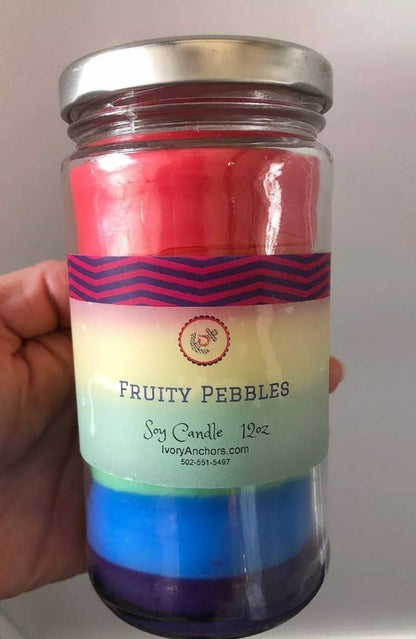 Fruity Pebbles
Soy Candle 12oz
IvoryAnchors.com
502-551-5497